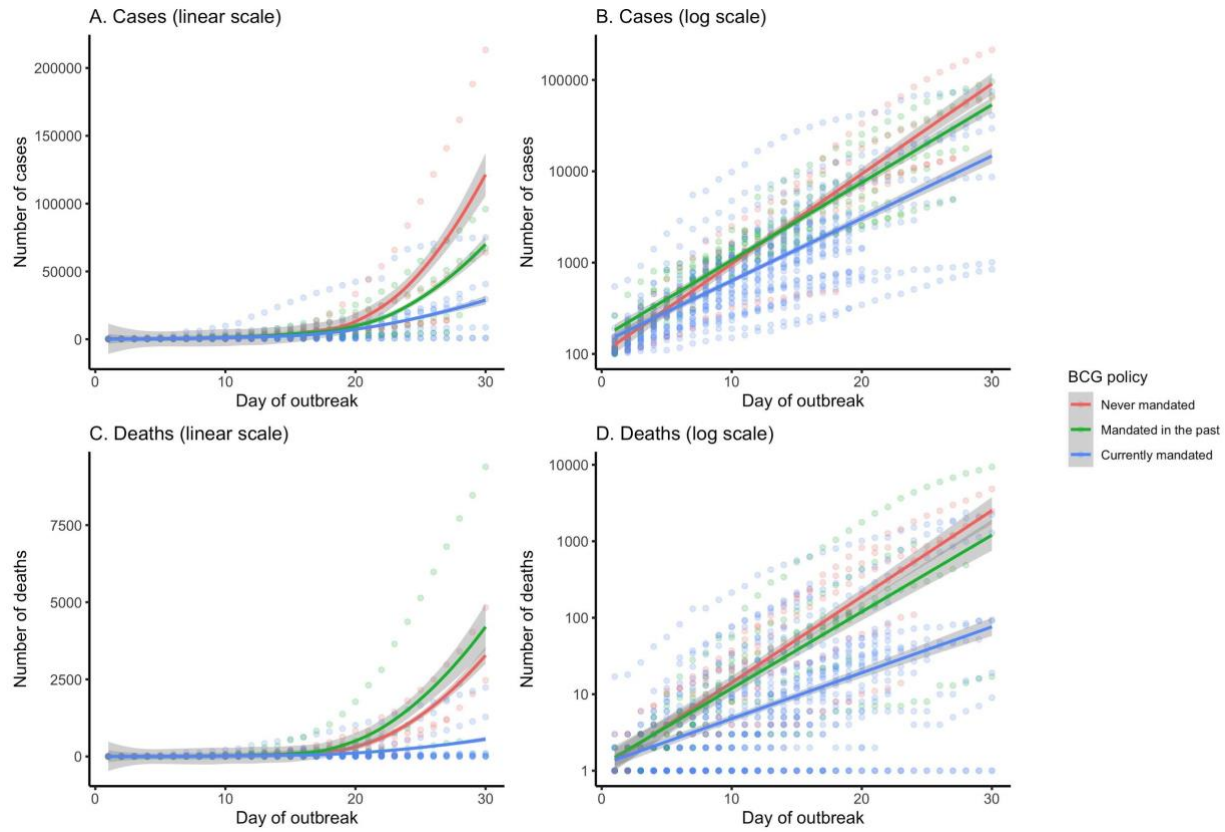 A. Cases (linear scale)
200000
150000
100000
50000
0
Number of cases
0 10 20 30
Day of outbreak
B. Cases (log scale)
100000
10000
1000
100
Number of cases
0 10 20 30
Day of outbreak
C. Deaths (linear scale)
7500
5000
2500
0
Number of deaths
0 10 20 30
Day of outbreak
D. Deaths (log scale)
10000
1000
100
10
1
Number of deaths
0 10 20 30
Day of outbreak
BCG policy
Never mandated
Mandated in the past
Currently mandated